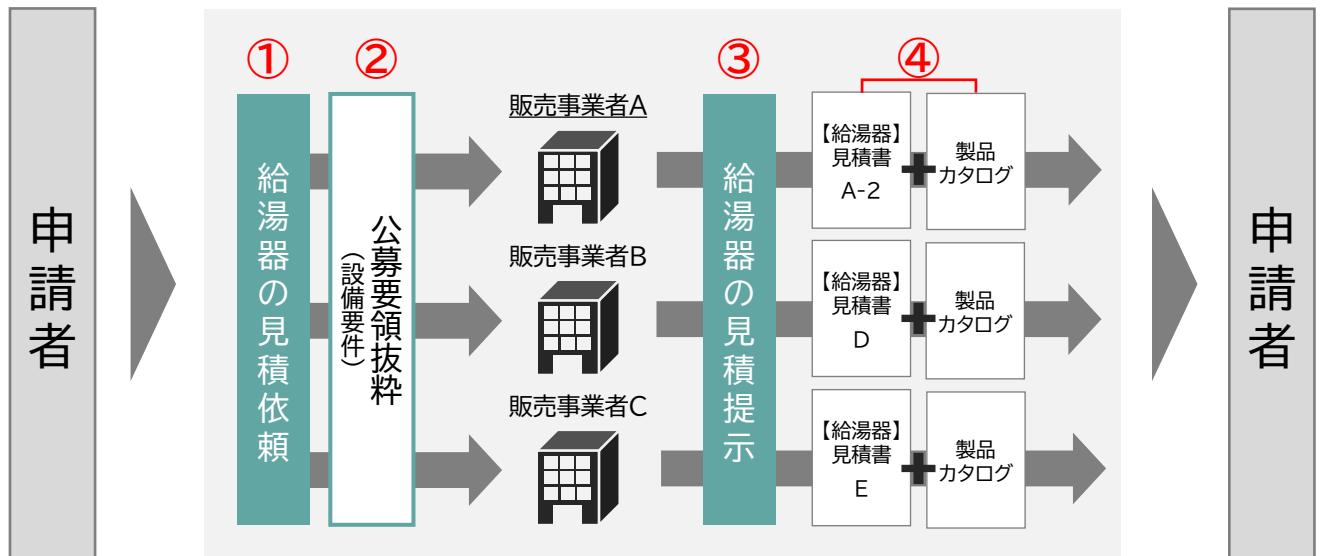 申請者
①
給湯器の見積依頼
②
公募要領抜粋
（設備要件）
販売事業者A
販売事業者B
販売事業者C
③
給湯器の見積提示
④
【給湯器】
見積書
A-2
製品
カタログ
【給湯器】
見積書
D
製品
カタログ
【給湯器】
見積書
E
製品
カタログ
申請者